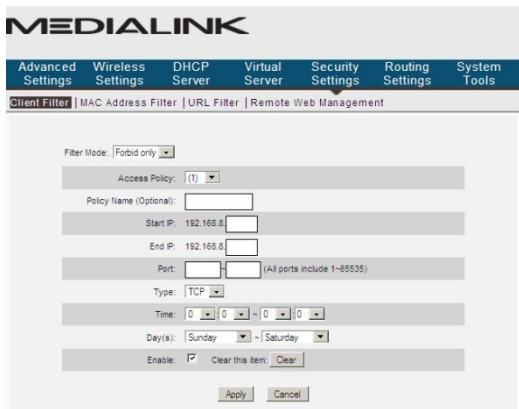 MEDIALINK
Advanced Settings Wireless Settings DHCP Server Virtual Server Security Settings Routing Settings System Tools
Client Filter | MAC Address Filter | URL Filter | Remote Web Management
Filter Mode: Forbid only
Access Policy: (1)
Policy Name (Optional):
Start IP: 192.168.8.
End IP: 192.168.8.
Port: ~ (All ports include 1~65535)
Type: TCP
Time: 0 : 0 ~ 0 : 0
Day(s): Sunday ~ Saturday
Enable: Clear this item: Clear
Apply Cancel